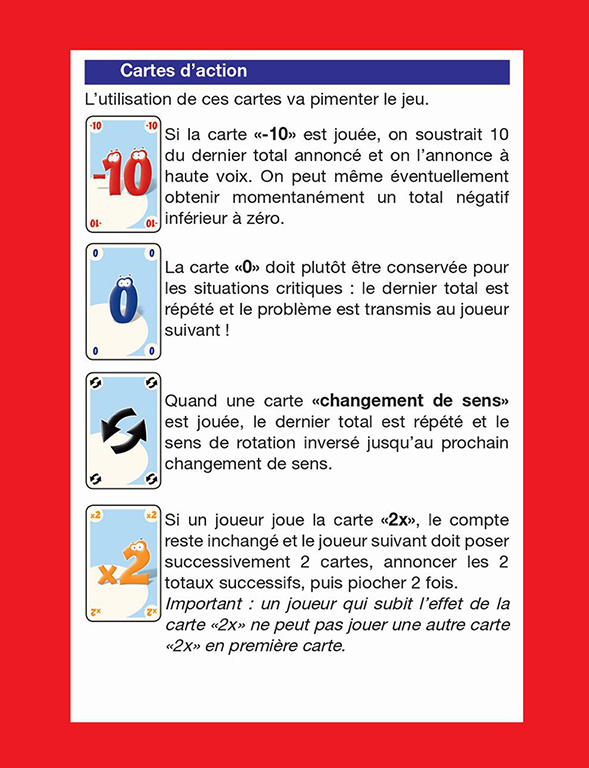 Cartes d’action
L’utilisation de ces cartes va pimenter le jeu.
-10 -10
-10
-10 -10
Si la carte «-10» est jouée, on soustrait 10
du dernier total annoncé et on l’annonce à
haute voix. On peut même éventuellement
obtenir momentanément un total négatif
inférieur à zéro.
0 0
0
0 0
La carte «0» doit plutôt être conservée pour
les situations critiques : le dernier total est
répété et le problème est transmis au joueur
suivant !
Quand une carte «changement de sens»
est jouée, le dernier total est répété et le
sens de rotation inversé jusqu’au prochain
changement de sens.
x2 x2
x2
x2 x2
Si un joueur joue la carte «2x», le compte
reste inchangé et le joueur suivant doit poser
successivement 2 cartes, annoncer les 2
totaux successifs, puis piocher 2 fois.
Important : un joueur qui subit l’effet de la
carte «2x» ne peut pas jouer une autre carte
«2x» en première carte.